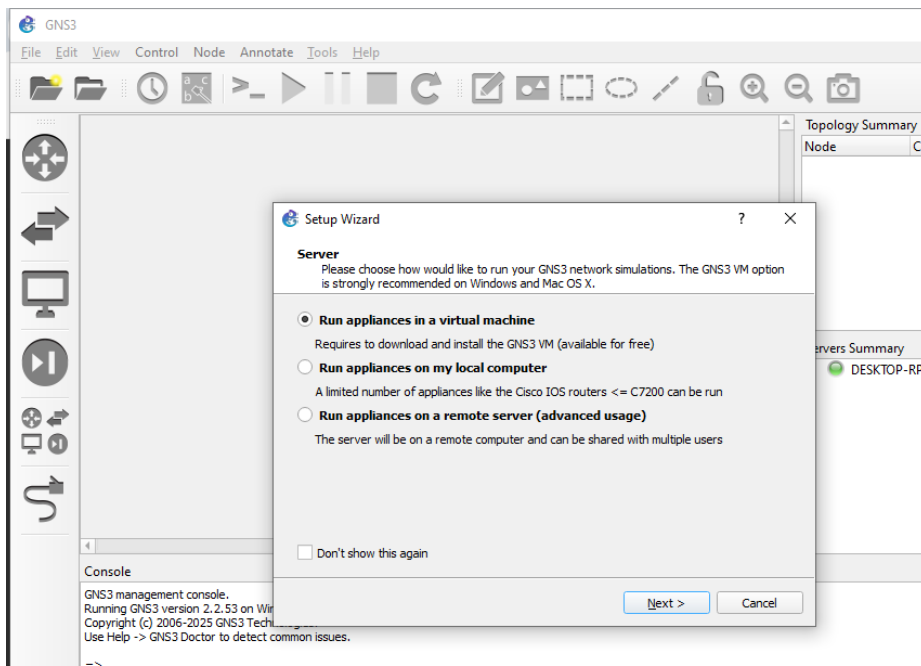 GNS3
File Edit View Control Node Annotate Tools Help
Topology Summary
Node C
Setup Wizard
? 
Server
Please choose how would like to run your GNS3 network simulations. The GNS3 VM option
is strongly recommended on Windows and Mac OS X.
Run appliances in a virtual machine
Requires to download and install the GNS3 VM (available for free)
Run appliances on my local computer
A limited number of appliances like the Cisco IOS routers <= C7200 can be run
Run appliances on a remote server (advanced usage)
The server will be on a remote computer and can be shared with multiple users
Don't show this again
Next > Cancel
ervers Summary
DESKTOP-RP
Console
GNS3 management console.
Running GNS3 version 2.2.53 on Wi
Copyright (c) 2006-2025 GNS3 Tech
Use Help -> GNS3 Doctor to detect common issues.
=>